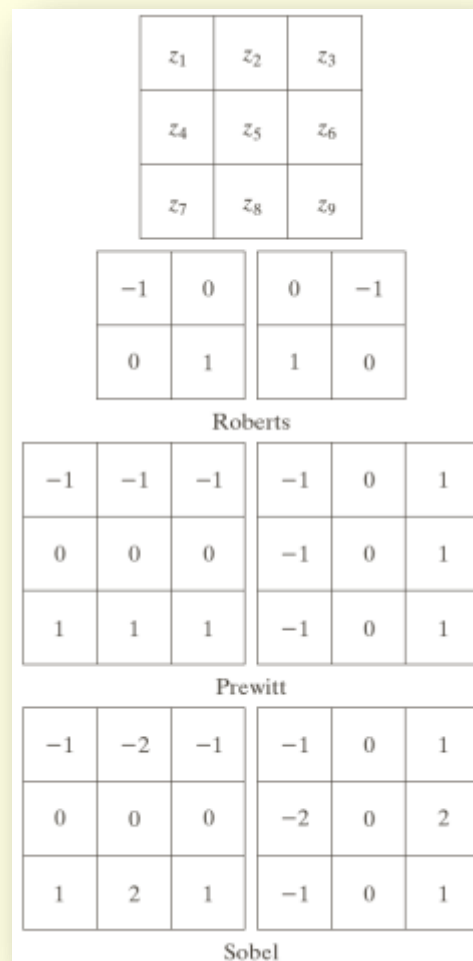 z₁ z₂ z₃
z₄ z₅ z₆
z₇ z₈ z₉
−1 0 0 −1
0 1 1 0
Roberts
−1 −1 −1 −1 0 1
0 0 0 −1 0 1
1 1 1 −1 0 1
Prewitt
−1 −2 −1 −1 0 1
0 0 0 −2 0 2
1 2 1 −1 0 1
Sobel